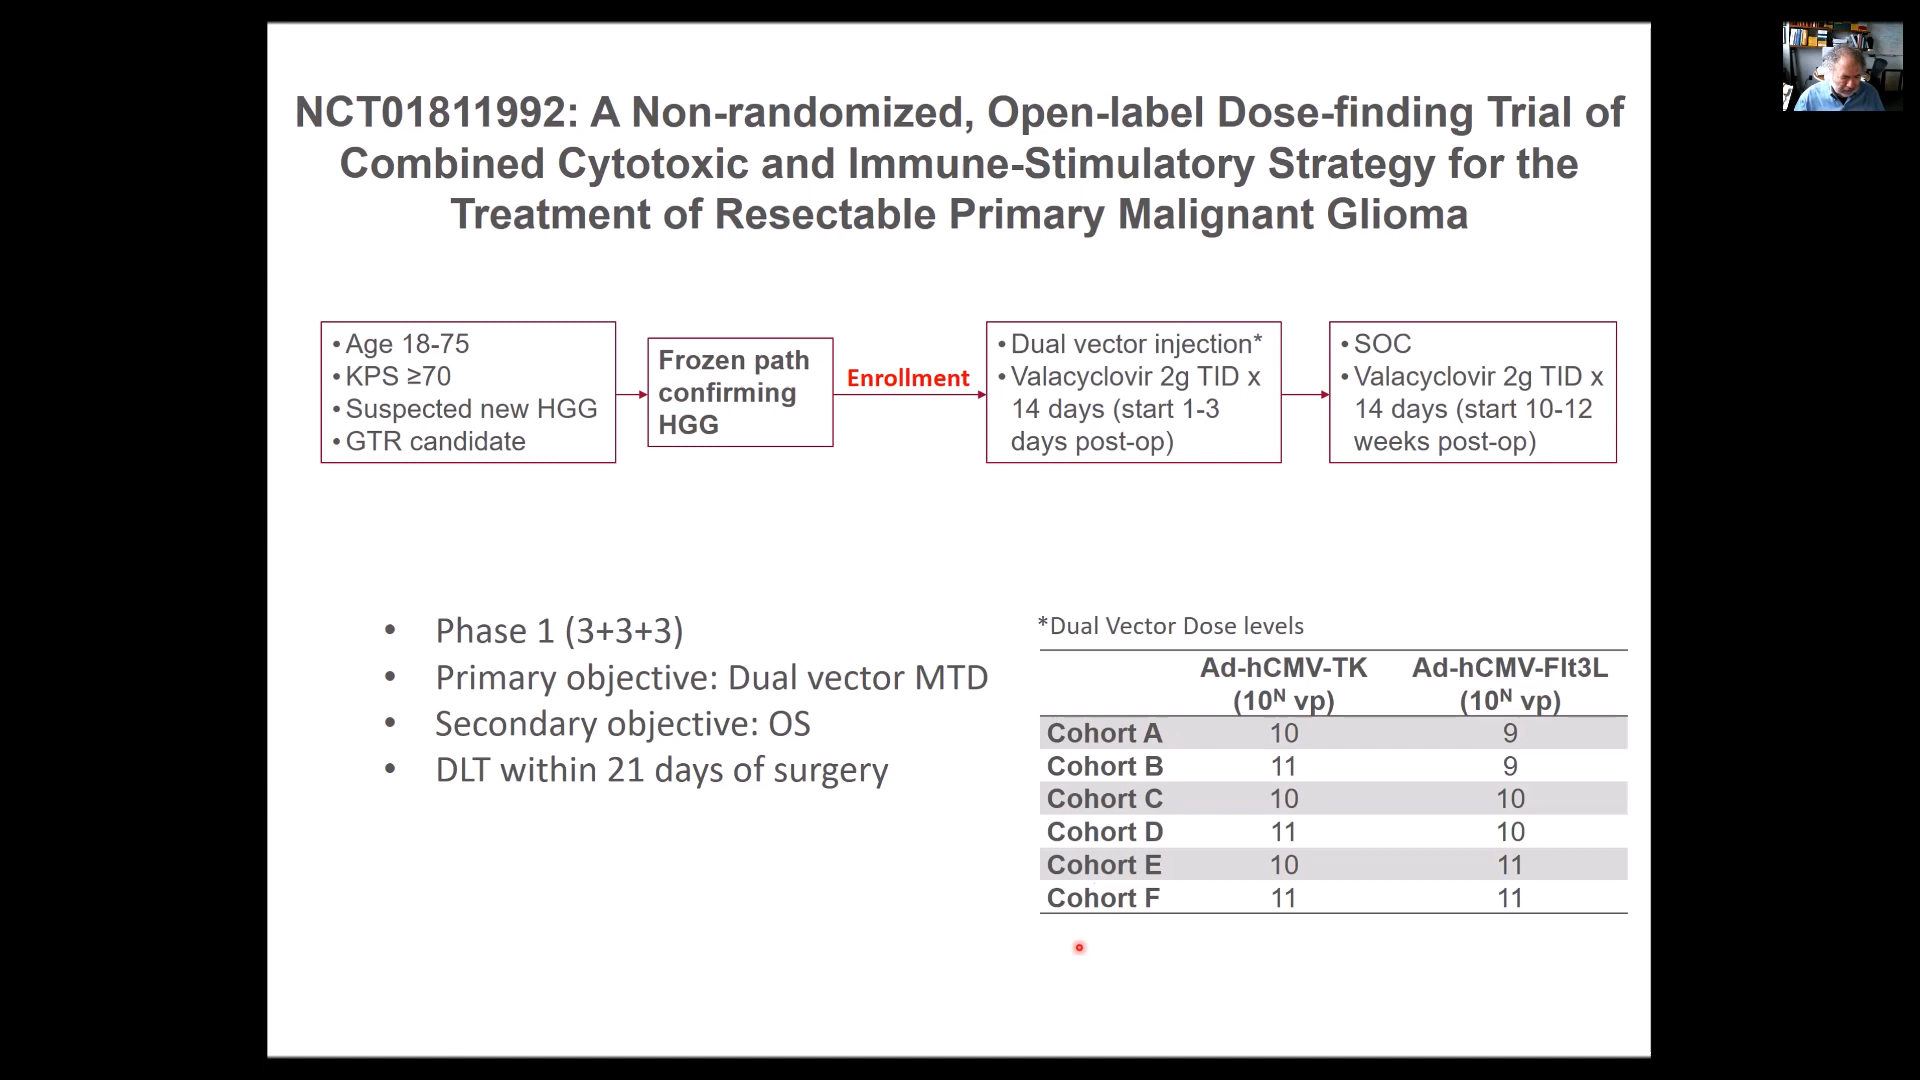 NCT01811992: A Non-randomized, Open-label Dose-finding Trial of
Combined Cytotoxic and Immune-Stimulatory Strategy for the
Treatment of Resectable Primary Malignant Glioma
• Age 18-75
• KPS ≥70
• Suspected new HGG
• GTR candidate
Frozen path
confirming
HGG
Enrollment
• Dual vector injection*
• Valacyclovir 2g TID x
14 days (start 1-3
days post-op)
• SOC
• Valacyclovir 2g TID x
14 days (start 10-12
weeks post-op)
• Phase 1 (3+3+3)
• Primary objective: Dual vector MTD
• Secondary objective: OS
• DLT within 21 days of surgery
*Dual Vector Dose levels
Ad-hCMV-TK Ad-hCMV-Flt3L
(10ᴺ vp) (10ᴺ vp)
Cohort A 10 9
Cohort B 11 9
Cohort C 10 10
Cohort D 11 10
Cohort E 10 11
Cohort F 11 11